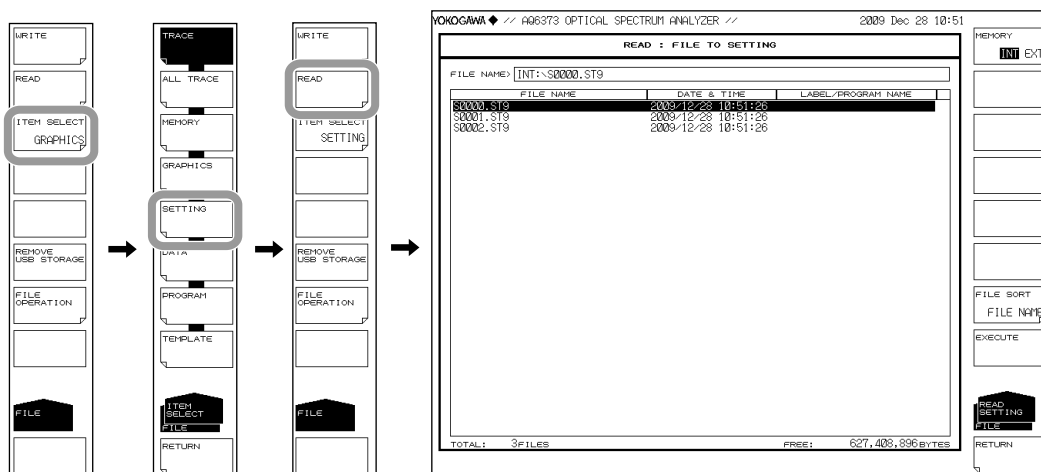 WRITE
READ
ITEM SELECT
GRAPHICS
REMOVE
USB STORAGE
FILE
OPERATION
FILE
TRACE
ALL TRACE
MEMORY
GRAPHICS
SETTING
DATA
PROGRAM
TEMPLATE
ITEM
SELECT
FILE
RETURN
WRITE
READ
ITEM SELECT
SETTING
REMOVE
USB STORAGE
FILE
OPERATION
FILE
YOKOGAWA ◆ // AQ6373 OPTICAL SPECTRUM ANALYZER // 2009 Dec 28 10:51
READ : FILE TO SETTING
FILE NAME> INT:\S0000.ST9
FILE NAME DATE & TIME LABEL/PROGRAM NAME
S0000.ST9 2009/12/28 10:51:26
S0001.ST9 2009/12/28 10:51:26
S0002.ST9 2009/12/28 10:51:26
TOTAL: 3FILES FREE: 627,408,896BYTES
MEMORY
INT EXT
FILE SORT
FILE NAME
EXECUTE
READ
SETTING
FILE
RETURN